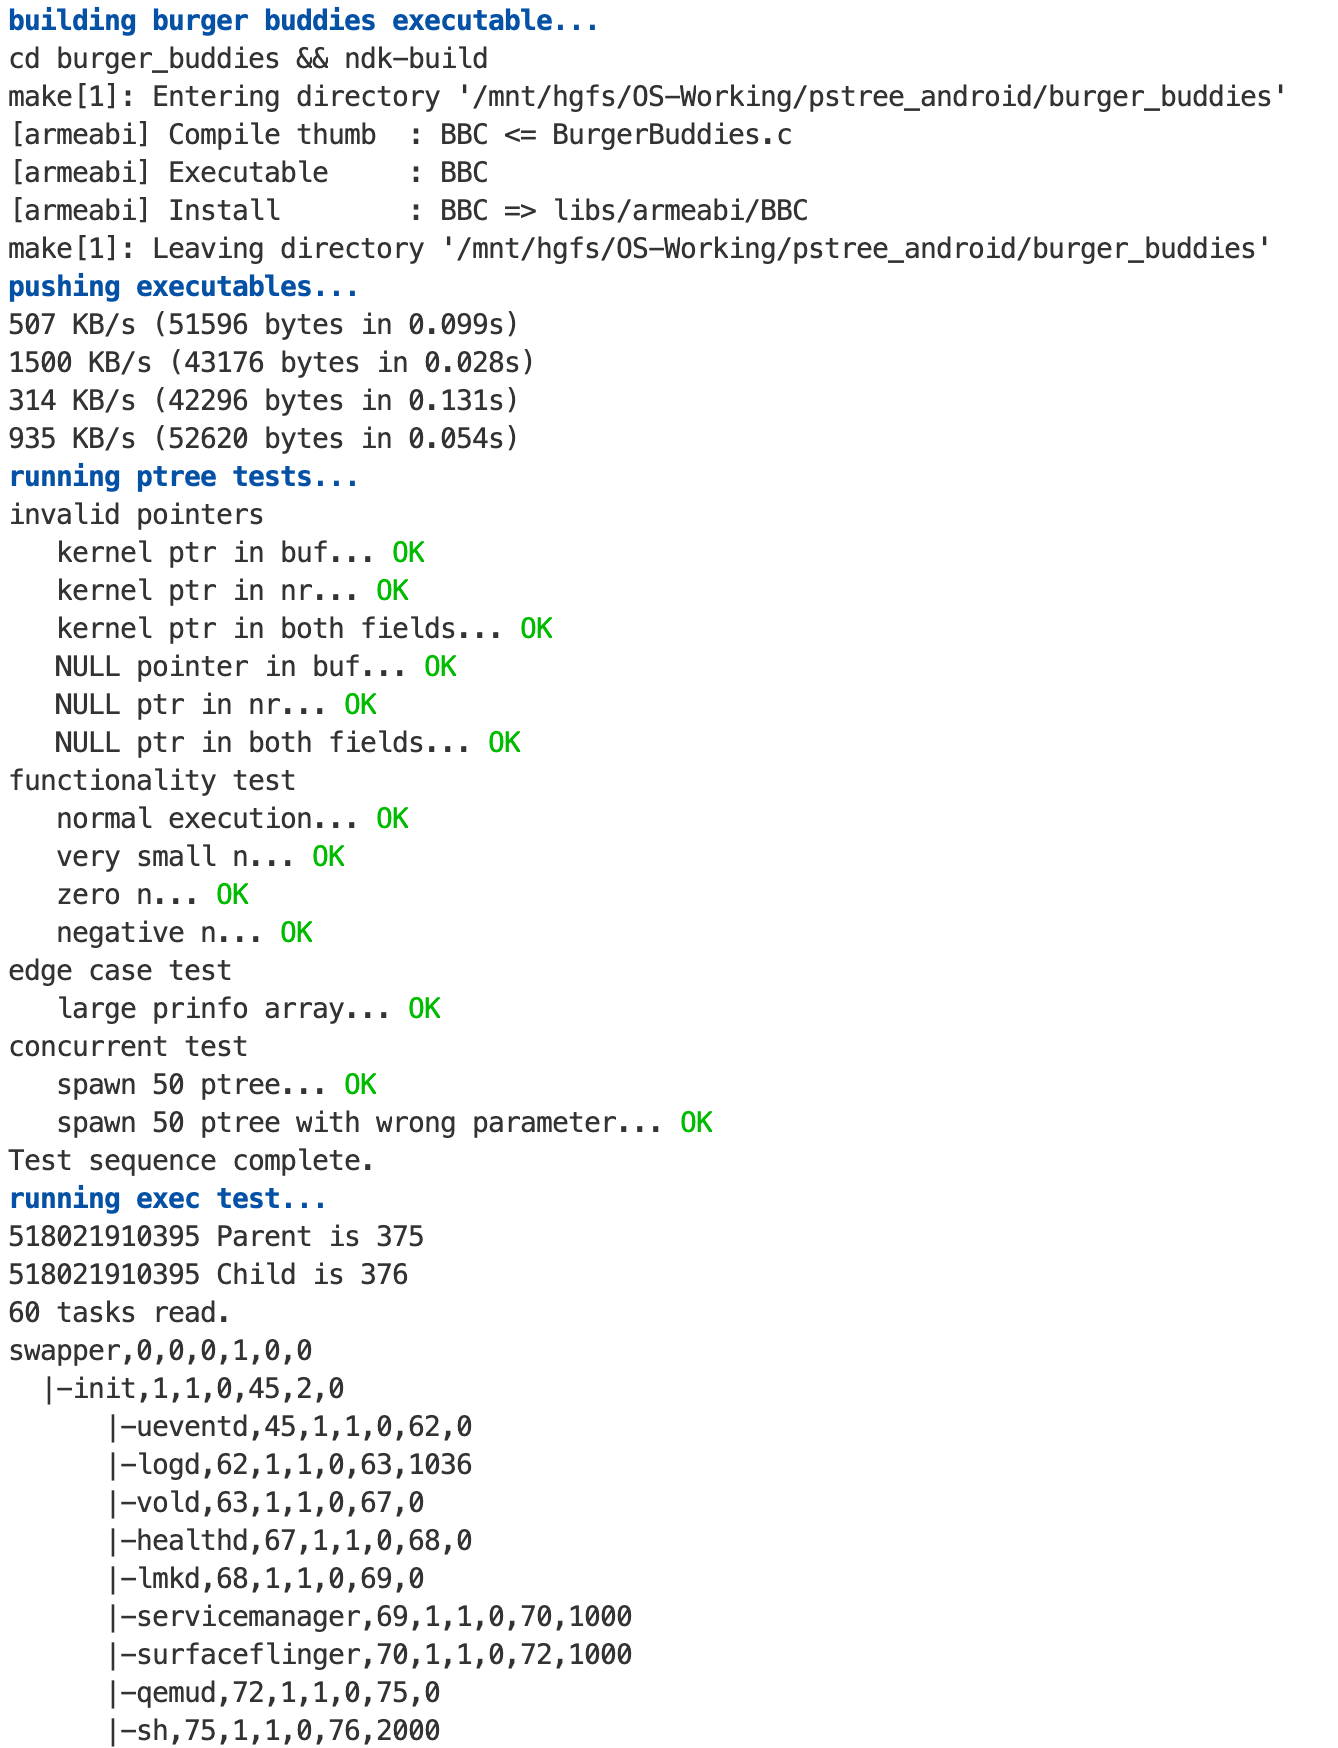 building burger buddies executable...
cd burger_buddies && ndk-build
make[1]: Entering directory '/mnt/hgfs/OS-Working/pstree_android/burger_buddies'
[armeabi] Compile thumb  : BBC <= BurgerBuddies.c
[armeabi] Executable     : BBC
[armeabi] Install        : BBC => libs/armeabi/BBC
make[1]: Leaving directory '/mnt/hgfs/OS-Working/pstree_android/burger_buddies'
pushing executables...
507 KB/s (51596 bytes in 0.099s)
1500 KB/s (43176 bytes in 0.028s)
314 KB/s (42296 bytes in 0.131s)
935 KB/s (52620 bytes in 0.054s)
running ptree tests...
invalid pointers
   kernel ptr in buf... OK
   kernel ptr in nr... OK
   kernel ptr in both fields... OK
   NULL pointer in buf... OK
   NULL ptr in nr... OK
   NULL ptr in both fields... OK
functionality test
   normal execution... OK
   very small n... OK
   zero n... OK
   negative n... OK
edge case test
   large prinfo array... OK
concurrent test
   spawn 50 ptree... OK
   spawn 50 ptree with wrong parameter... OK
Test sequence complete.
running exec test...
518021910395 Parent is 375
518021910395 Child is 376
60 tasks read.
swapper,0,0,0,1,0,0
  |-init,1,1,0,45,2,0
      |-ueventd,45,1,1,0,62,0
      |-logd,62,1,1,0,63,1036
      |-vold,63,1,1,0,67,0
      |-healthd,67,1,1,0,68,0
      |-lmkd,68,1,1,0,69,0
      |-servicemanager,69,1,1,0,70,1000
      |-surfaceflinger,70,1,1,0,72,1000
      |-qemud,72,1,1,0,75,0
      |-sh,75,1,1,0,76,2000